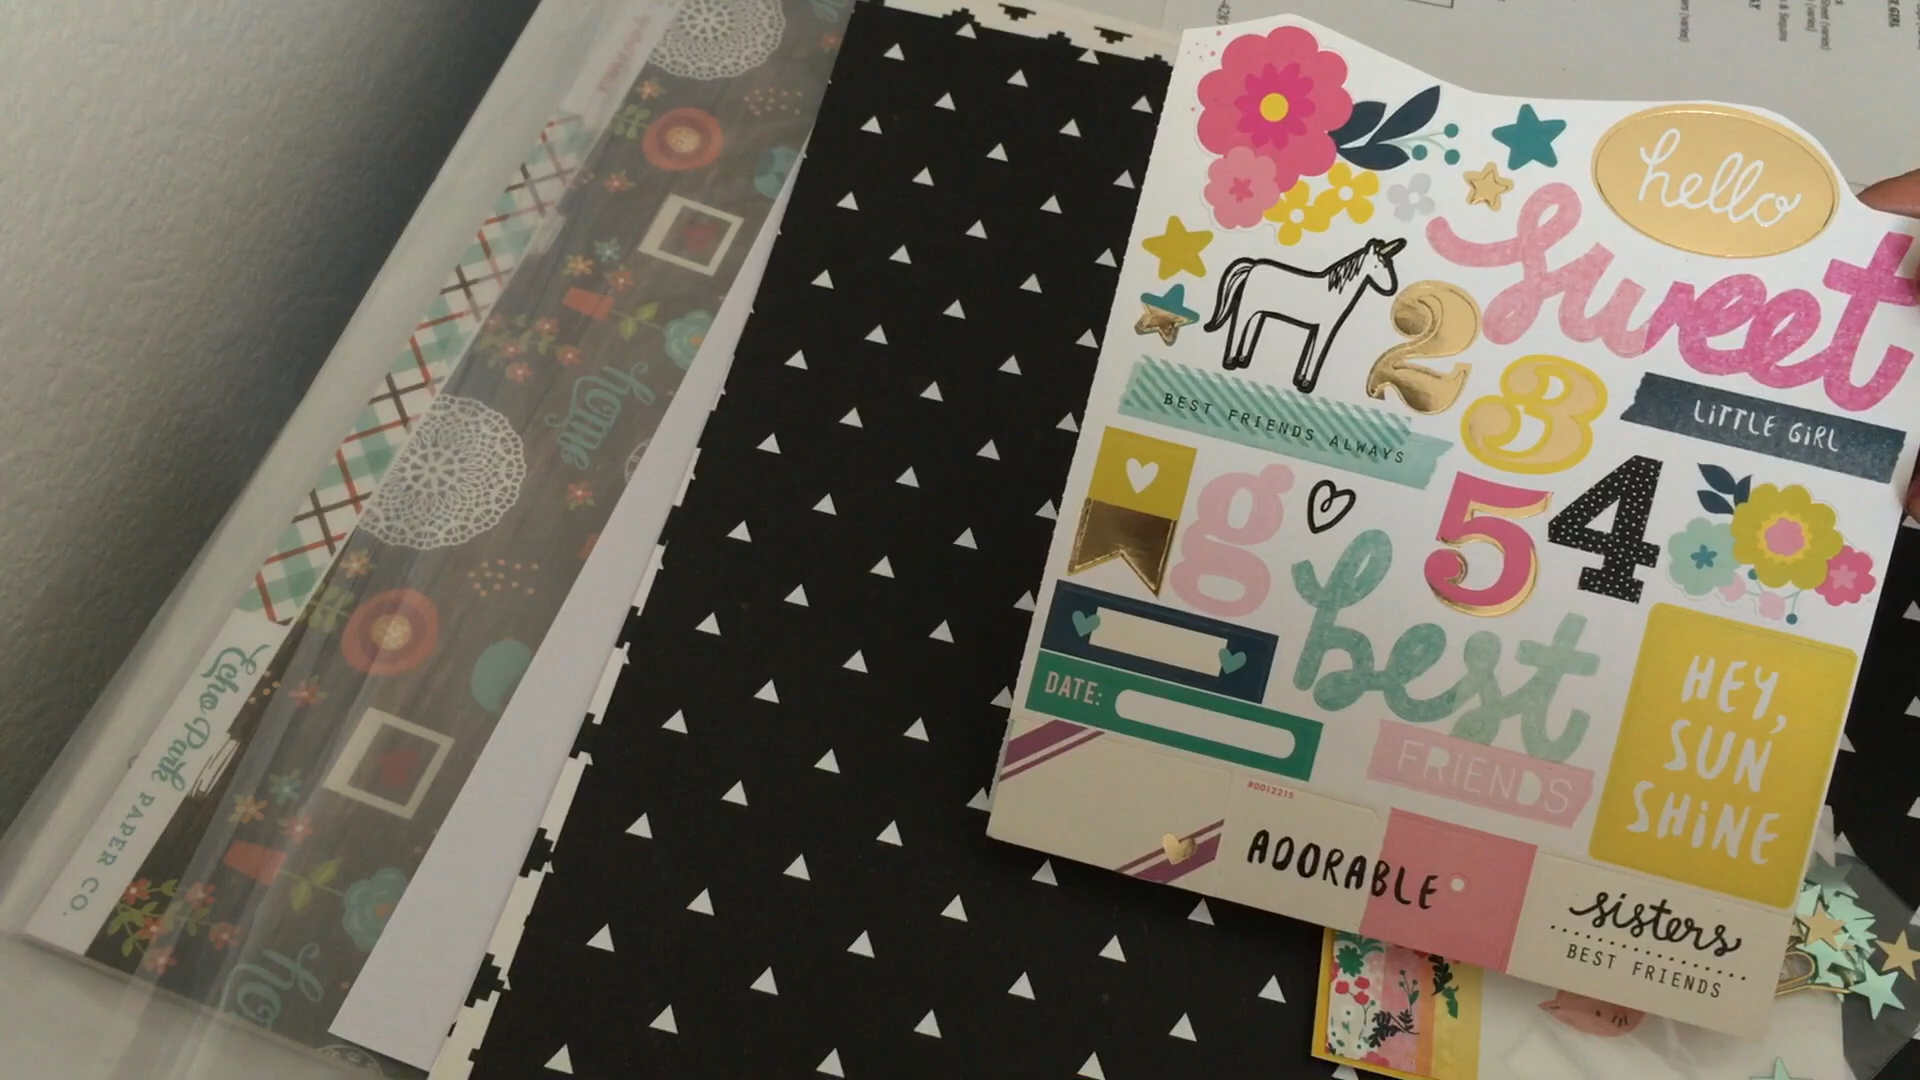 hello
sweet
2
3
LiTTLE GiRL
BEST FRIENDS ALWAYS
g
5
4
best
HEY,
SUN
SHiNE
DATE:
FRIENDS
#0012215
ADORABLE
sisters
BEST FRIENDS
home
Echo Park PAPER CO.